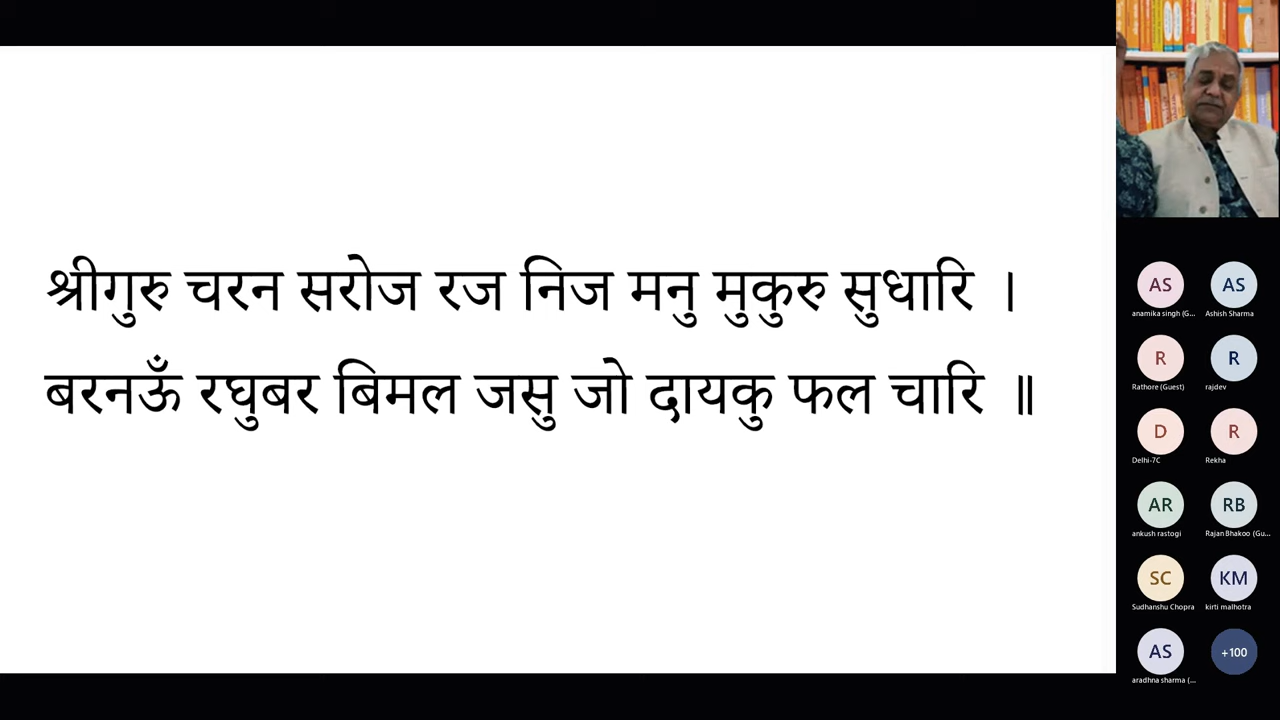 श्रीगुरु चरन सरोज रज निज मनु मुकुरु सुधारि ।
बरनऊँ रघुबर बिमल जसु जो दायकु फल चारि ॥
AS AS
anamika singh (G... Ashish Sharma
R R
Rathore (Guest) rajdev
D R
Delhi-7C Rekha
AR RB
ankush rastogi Rajan Bhakoo (Gu...
SC KM
Sudhanshu Chopra kirti malhotra
AS +100
aradhna sharma (...